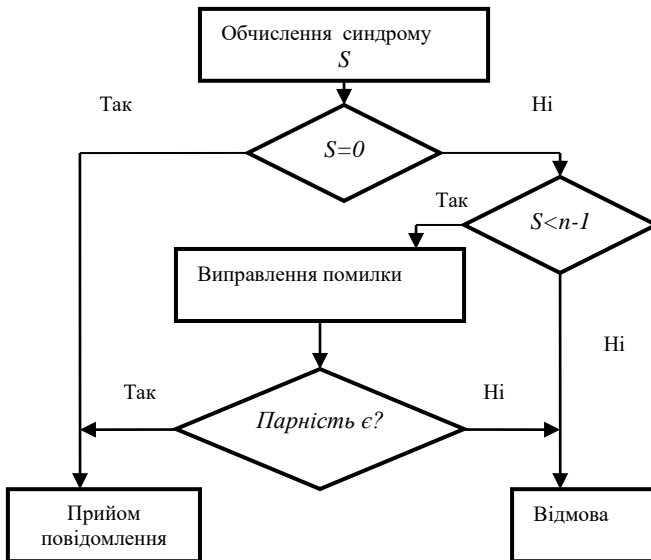 Обчислення синдрому
S
Так
Ні
S=0
Так
S<n-1
Виправлення помилки
Ні
Так
Ні
Парність є?
Прийом
повідомлення
Відмова